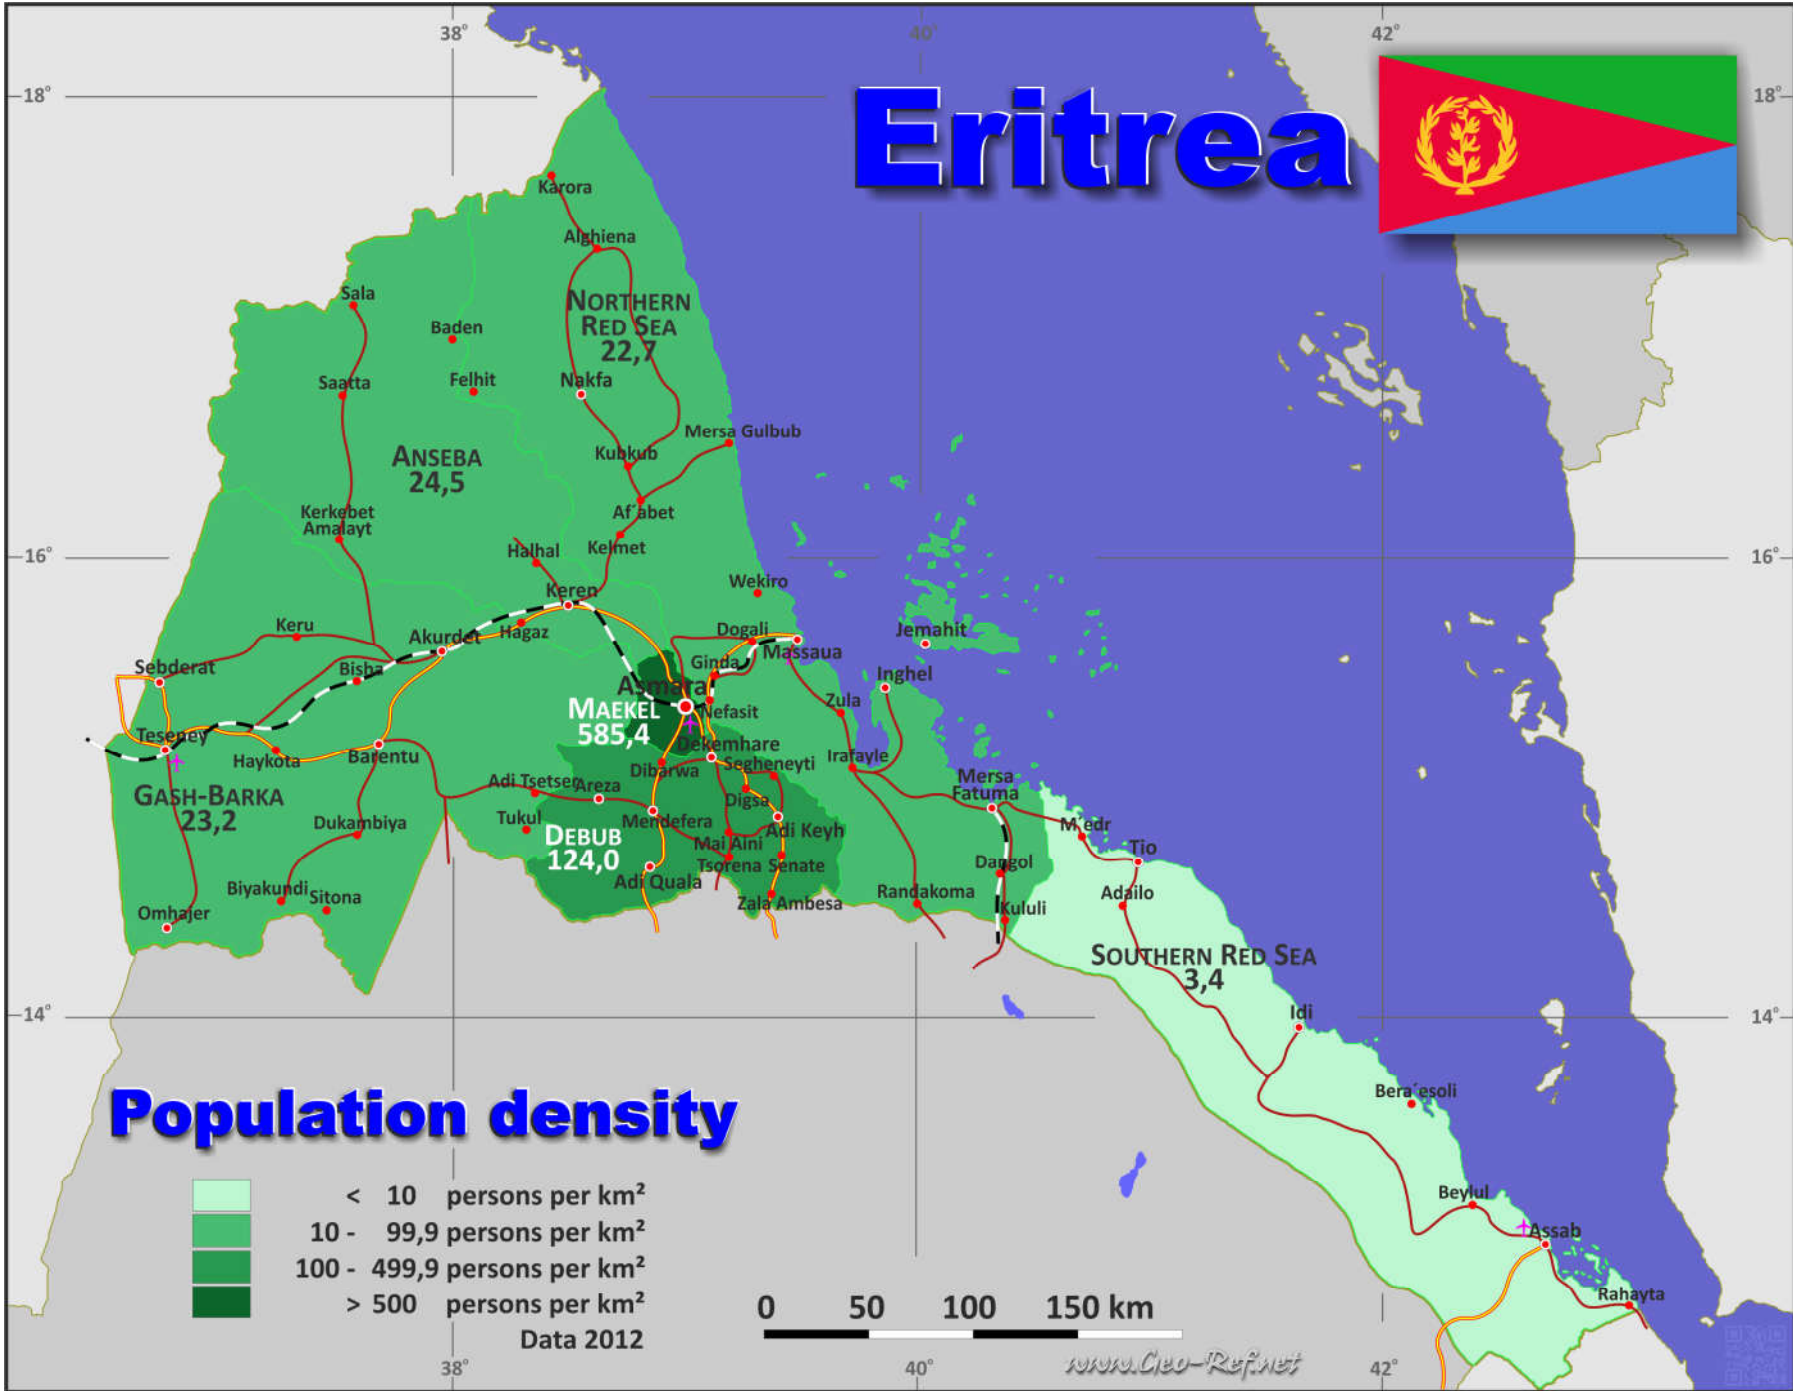 38° 40° 42°
18° 18°
Eritrea
Karora
Alghiena
Sala
NORTHERN
RED SEA
22,7
Baden
Saatta
Felhit
Nakfa
Mersa Gulbub
ANSEBA
24,5
Kubkub
Kerkebet
Amalayt
Af´abet
Kelmet
Halhal
16° 16°
Keren
Wekiro
Keru
Akurdet
Hagaz
Dogali
Massaua
Jemahit
Sebderat
Bisha
Ginda
Inghel
Asmara
MAEKEL
585,4
Nefasit
Zula
Teseney
Haykota
Barentu
Dekemhare
Dibarwa
Segheneyti
Irafayle
Mersa
Fatuma
GASH-BARKA
23,2
Adi Tsetser
Areza
Digsa
Tukul
Dukambiya
DEBUB
124,0
Mendefera
Adi Keyh
M´edr
Mai Aini
Tio
Tsorena
Senate
Dangol
Adi Quala
Biyakundi
Sitona
Randakoma
Adailo
Zala Ambesa
Omhajer
Kululi
SOUTHERN RED SEA
3,4
Idi
14° 14°
Bera´esoli
Population density
< 10 persons per km²
10 - 99,9 persons per km²
100 - 499,9 persons per km²
> 500 persons per km²
Data 2012
Beylul
Assab
Rahayta
0 50 100 150 km
www.Geo-Ref.net
38° 40° 42°